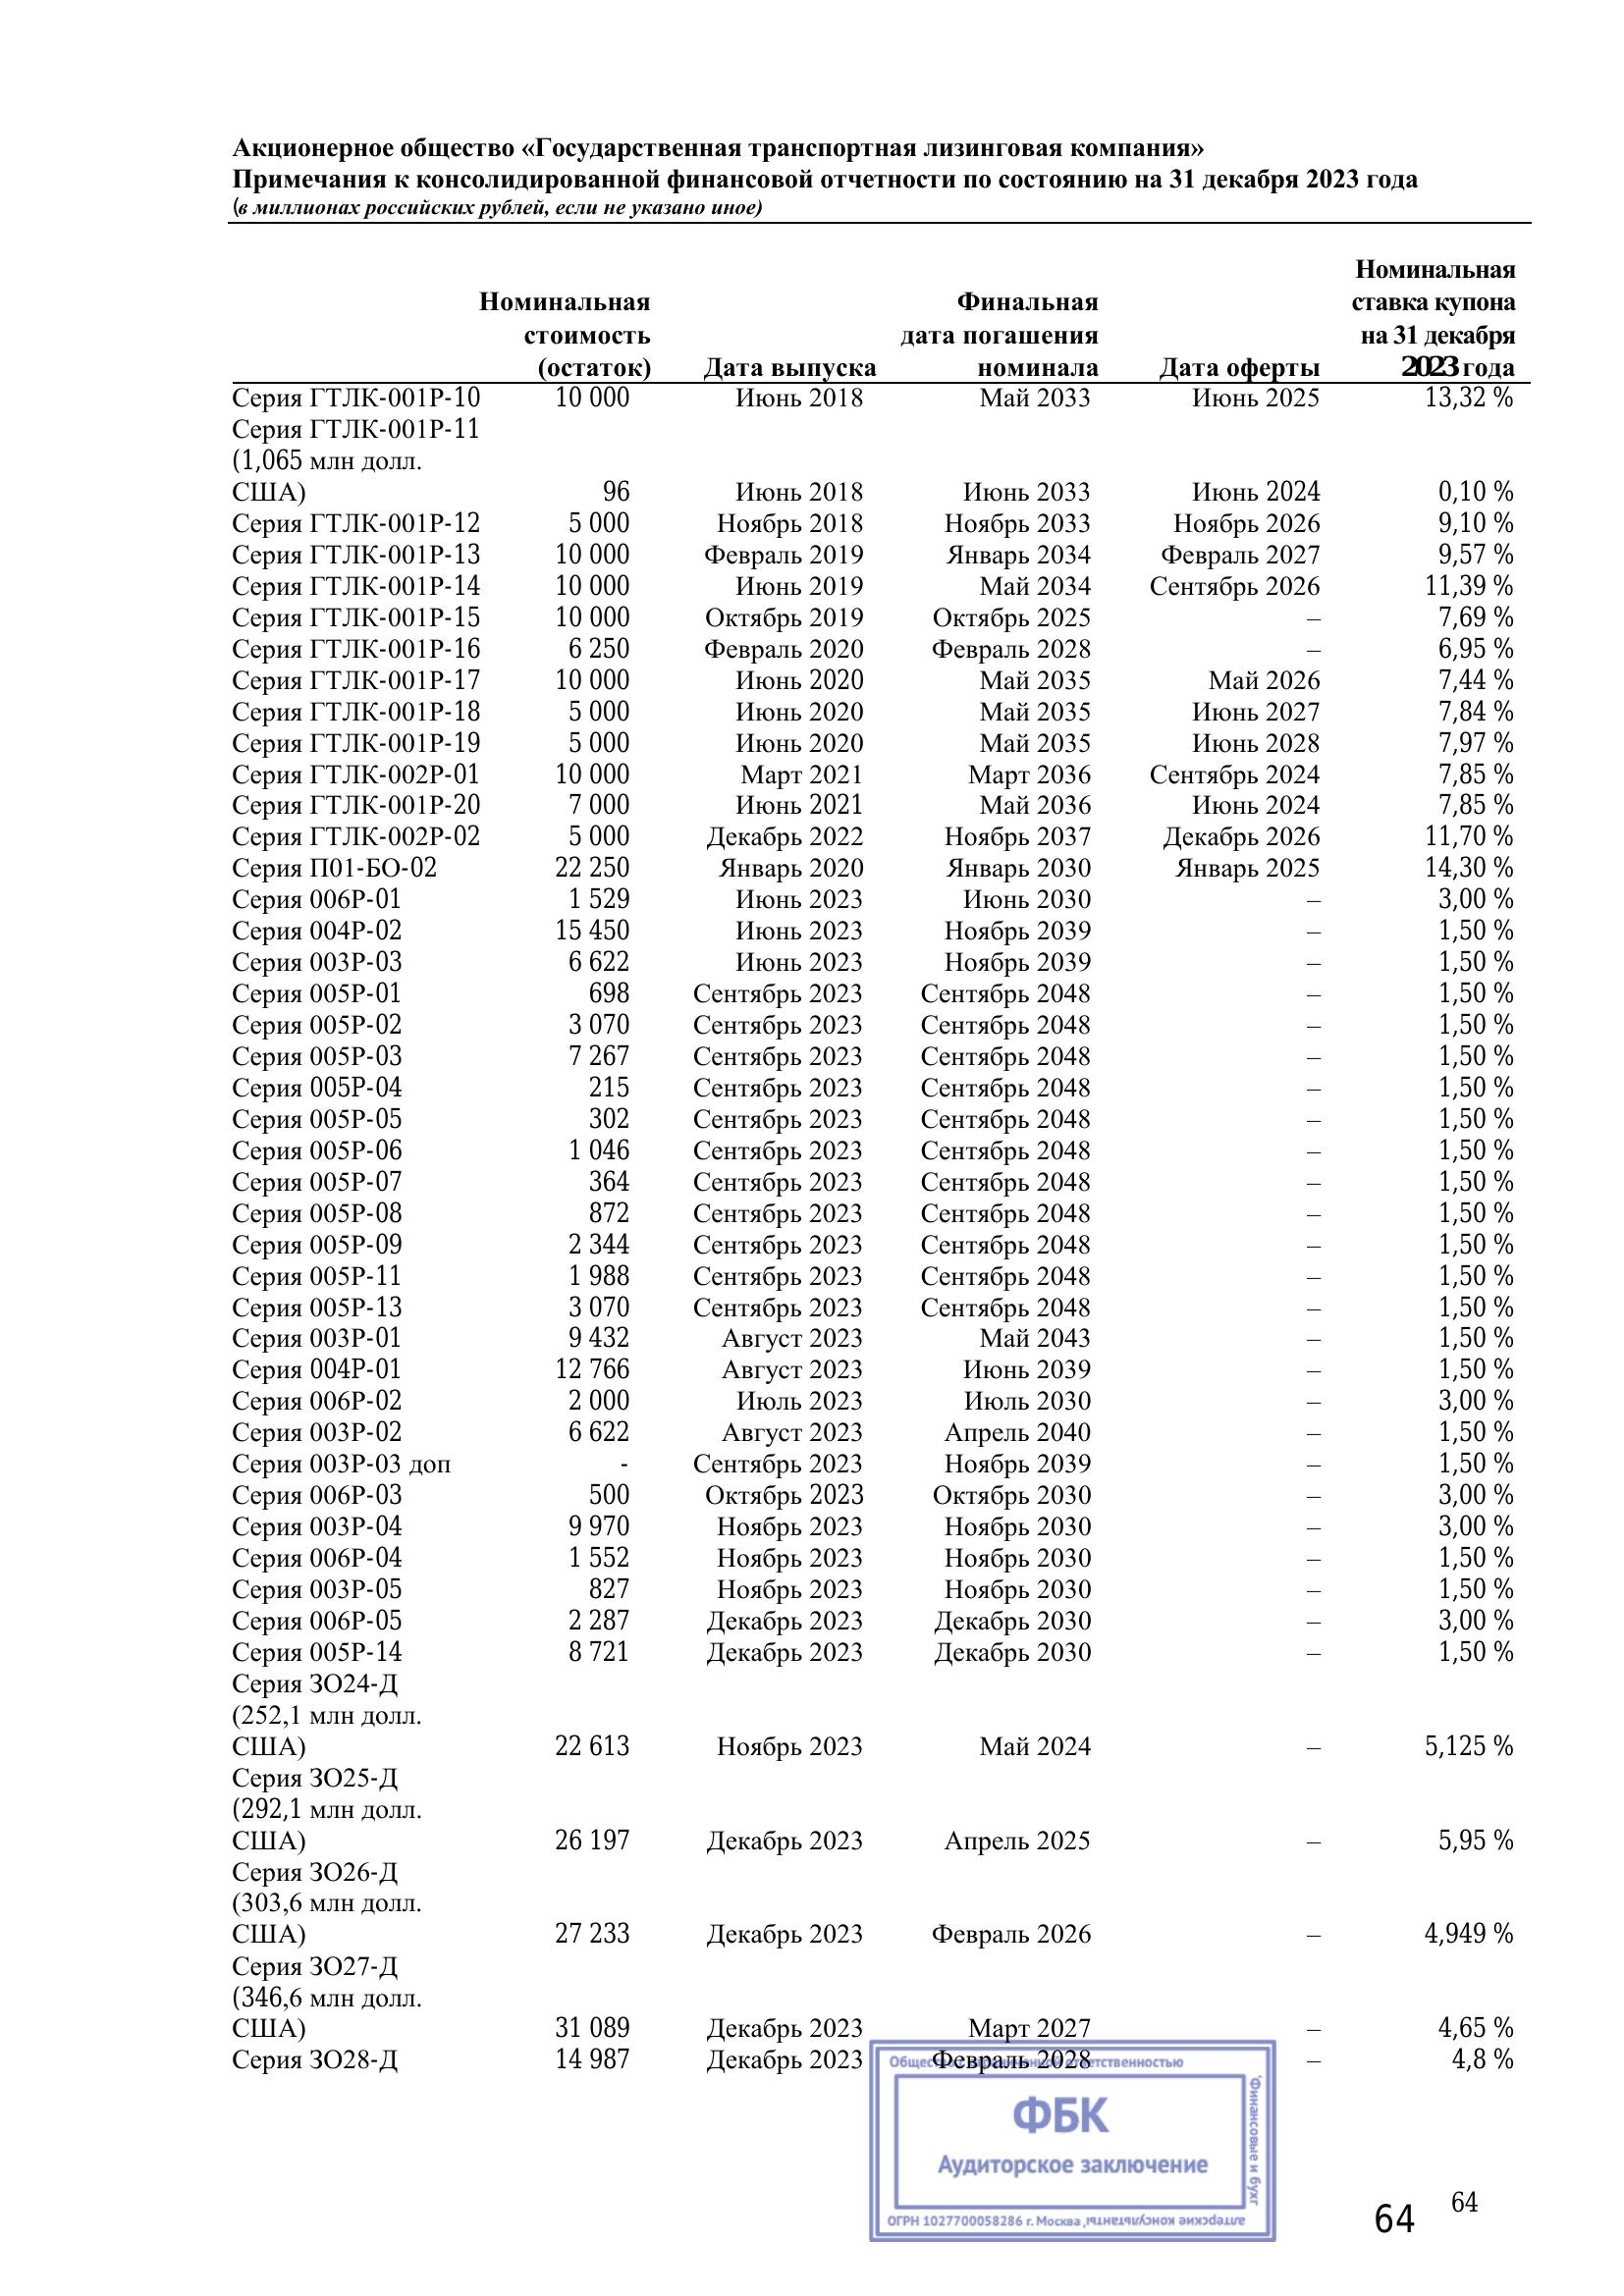 Акционерное общество «Государственная транспортная лизинговая компания»
Примечания к консолидированной финансовой отчетности по состоянию на 31 декабря 2023 года
(в миллионах российских рублей, если не указано иное)
Номинальная стоимость (остаток) Дата выпуска Финальная дата погашения номинала Дата оферты Номинальная ставка купона на 31 декабря 2023 года
Серия ГТЛК-001Р-10 10 000 Июнь 2018 Май 2033 Июнь 2025 13,32 %
Серия ГТЛК-001Р-11
(1,065 млн долл.
США) 96 Июнь 2018 Июнь 2033 Июнь 2024 0,10 %
Серия ГТЛК-001Р-12 5 000 Ноябрь 2018 Ноябрь 2033 Ноябрь 2026 9,10 %
Серия ГТЛК-001Р-13 10 000 Февраль 2019 Январь 2034 Февраль 2027 9,57 %
Серия ГТЛК-001Р-14 10 000 Июнь 2019 Май 2034 Сентябрь 2026 11,39 %
Серия ГТЛК-001Р-15 10 000 Октябрь 2019 Октябрь 2025 – 7,69 %
Серия ГТЛК-001Р-16 6 250 Февраль 2020 Февраль 2028 – 6,95 %
Серия ГТЛК-001Р-17 10 000 Июнь 2020 Май 2035 Май 2026 7,44 %
Серия ГТЛК-001Р-18 5 000 Июнь 2020 Май 2035 Июнь 2027 7,84 %
Серия ГТЛК-001Р-19 5 000 Июнь 2020 Май 2035 Июнь 2028 7,97 %
Серия ГТЛК-002Р-01 10 000 Март 2021 Март 2036 Сентябрь 2024 7,85 %
Серия ГТЛК-001Р-20 7 000 Июнь 2021 Май 2036 Июнь 2024 7,85 %
Серия ГТЛК-002Р-02 5 000 Декабрь 2022 Ноябрь 2037 Декабрь 2026 11,70 %
Серия П01-БО-02 22 250 Январь 2020 Январь 2030 Январь 2025 14,30 %
Серия 006Р-01 1 529 Июнь 2023 Июнь 2030 – 3,00 %
Серия 004Р-02 15 450 Июнь 2023 Ноябрь 2039 – 1,50 %
Серия 003Р-03 6 622 Июнь 2023 Ноябрь 2039 – 1,50 %
Серия 005Р-01 698 Сентябрь 2023 Сентябрь 2048 – 1,50 %
Серия 005Р-02 3 070 Сентябрь 2023 Сентябрь 2048 – 1,50 %
Серия 005Р-03 7 267 Сентябрь 2023 Сентябрь 2048 – 1,50 %
Серия 005Р-04 215 Сентябрь 2023 Сентябрь 2048 – 1,50 %
Серия 005Р-05 302 Сентябрь 2023 Сентябрь 2048 – 1,50 %
Серия 005Р-06 1 046 Сентябрь 2023 Сентябрь 2048 – 1,50 %
Серия 005Р-07 364 Сентябрь 2023 Сентябрь 2048 – 1,50 %
Серия 005Р-08 872 Сентябрь 2023 Сентябрь 2048 – 1,50 %
Серия 005Р-09 2 344 Сентябрь 2023 Сентябрь 2048 – 1,50 %
Серия 005Р-11 1 988 Сентябрь 2023 Сентябрь 2048 – 1,50 %
Серия 005Р-13 3 070 Сентябрь 2023 Сентябрь 2048 – 1,50 %
Серия 003Р-01 9 432 Август 2023 Май 2043 – 1,50 %
Серия 004Р-01 12 766 Август 2023 Июнь 2039 – 1,50 %
Серия 006Р-02 2 000 Июль 2023 Июль 2030 – 3,00 %
Серия 003Р-02 6 622 Август 2023 Апрель 2040 – 1,50 %
Серия 003Р-03 доп - Сентябрь 2023 Ноябрь 2039 – 1,50 %
Серия 006Р-03 500 Октябрь 2023 Октябрь 2030 – 3,00 %
Серия 003Р-04 9 970 Ноябрь 2023 Ноябрь 2030 – 3,00 %
Серия 006Р-04 1 552 Ноябрь 2023 Ноябрь 2030 – 1,50 %
Серия 003Р-05 827 Ноябрь 2023 Ноябрь 2030 – 1,50 %
Серия 006Р-05 2 287 Декабрь 2023 Декабрь 2030 – 3,00 %
Серия 005Р-14 8 721 Декабрь 2023 Декабрь 2030 – 1,50 %
Серия ЗО24-Д
(252,1 млн долл.
США) 22 613 Ноябрь 2023 Май 2024 – 5,125 %
Серия ЗО25-Д
(292,1 млн долл.
США) 26 197 Декабрь 2023 Апрель 2025 – 5,95 %
Серия ЗО26-Д
(303,6 млн долл.
США) 27 233 Декабрь 2023 Февраль 2026 – 4,949 %
Серия ЗО27-Д
(346,6 млн долл.
США) 31 089 Декабрь 2023 Март 2027 – 4,65 %
Серия ЗО28-Д 14 987 Декабрь 2023 Февраль 2028 – 4,8 %
Общество с ограниченной ответственностью
"Финансовые и бухг
алтерские консультанты"
ФБК
Аудиторское заключение
ОГРН 1027700058286 г. Москва
64
64